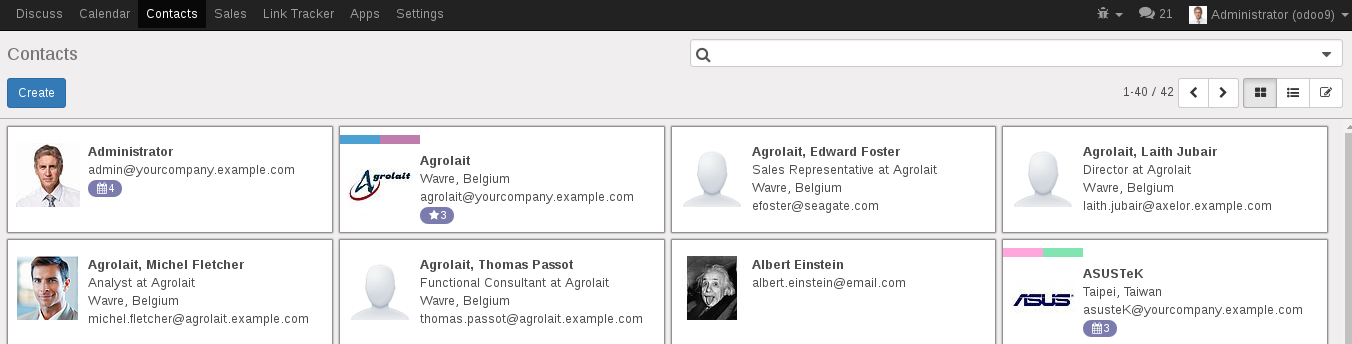 Discuss Calendar Contacts Sales Link Tracker Apps Settings 21 Administrator (odoo9)
Contacts
Create 1-40 / 42
Administrator
admin@yourcompany.example.com
4
Agrolait
Agrolait
Wavre, Belgium
agrolait@yourcompany.example.com
3
Agrolait, Edward Foster
Sales Representative at Agrolait
Wavre, Belgium
efoster@seagate.com
Agrolait, Laith Jubair
Director at Agrolait
Wavre, Belgium
laith.jubair@axelor.example.com
Agrolait, Michel Fletcher
Analyst at Agrolait
Wavre, Belgium
michel.fletcher@agrolait.example.com
Agrolait, Thomas Passot
Functional Consultant at Agrolait
Wavre, Belgium
thomas.passot@agrolait.example.com
Albert Einstein
albert.einstein@email.com
ASUS
ASUSTeK
Taipei, Taiwan
asusteK@yourcompany.example.com
3